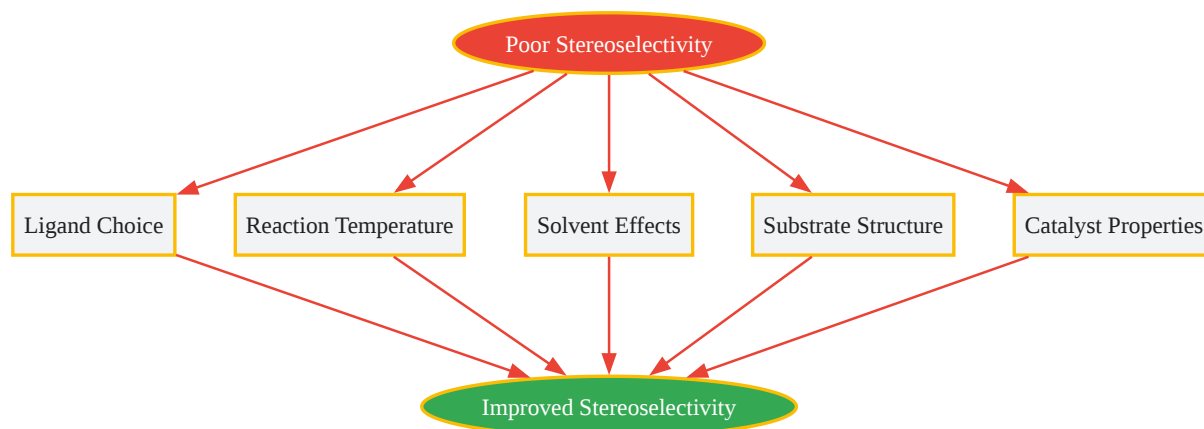 Poor Stereoselectivity
Ligand Choice
Reaction Temperature
Solvent Effects
Substrate Structure
Catalyst Properties
Improved Stereoselectivity